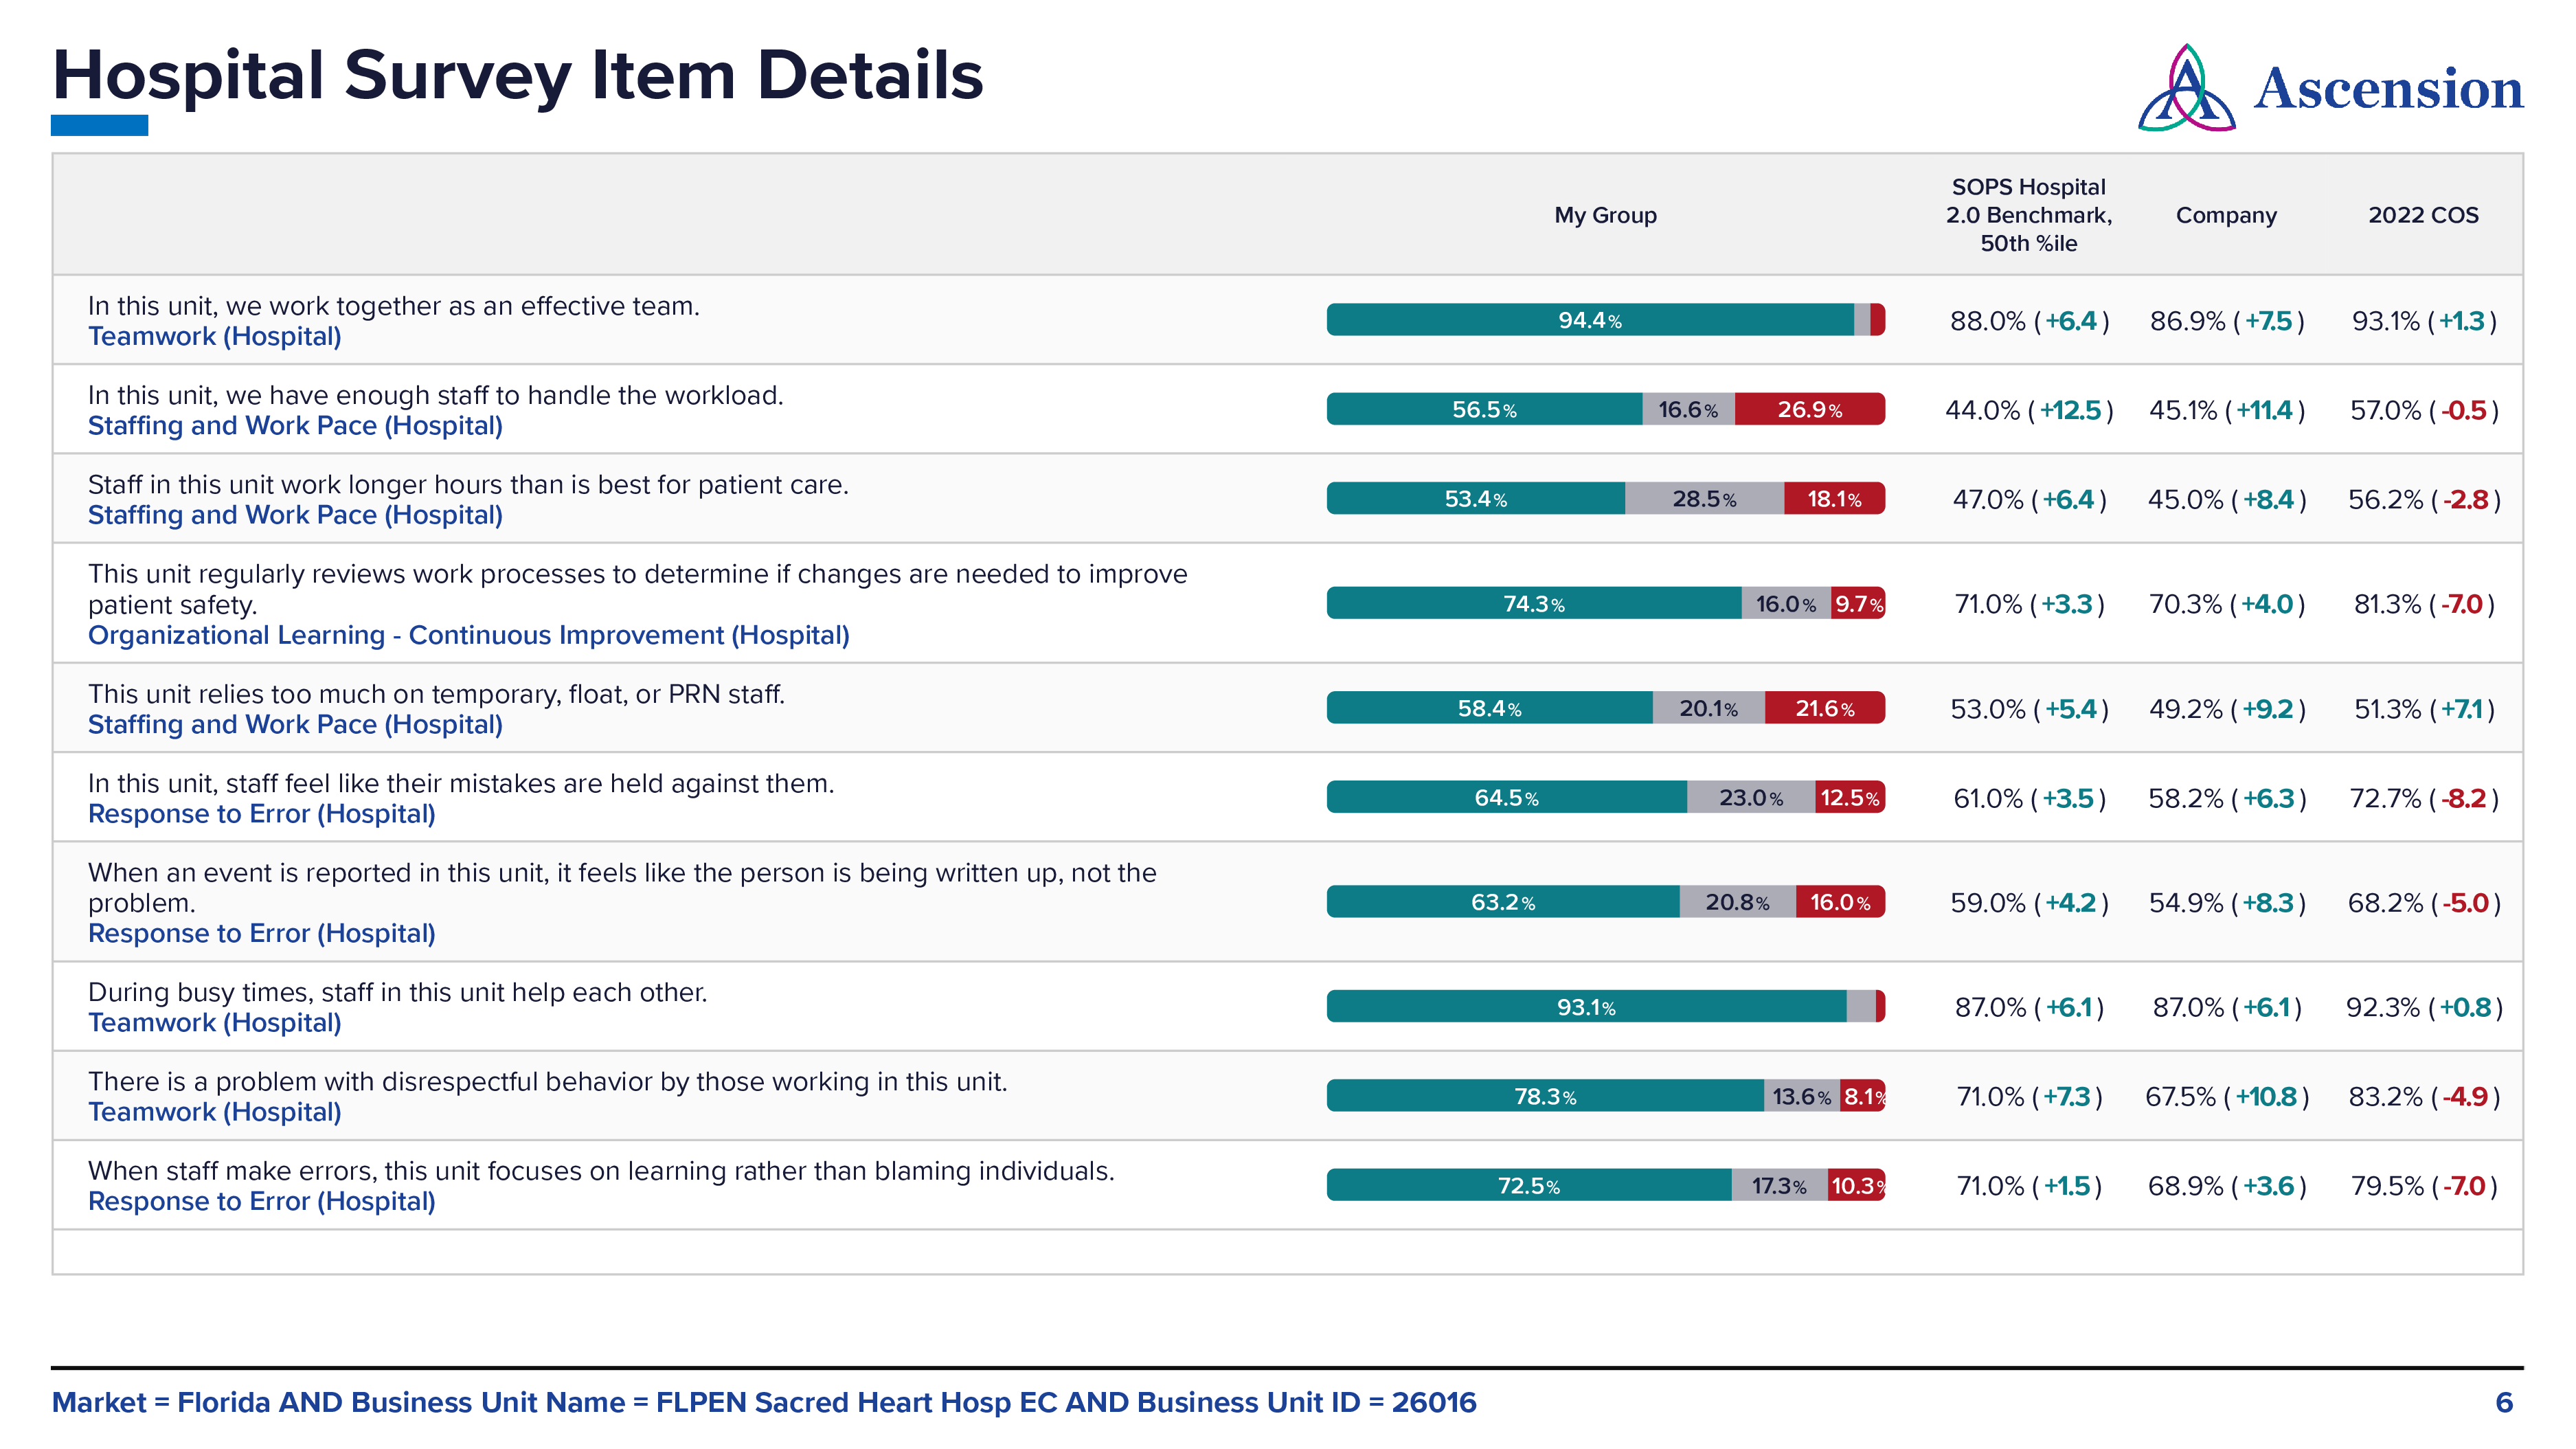 Hospital Survey Item Details
Ascension
My Group
SOPS Hospital
2.0 Benchmark,
50th %ile
Company
2022 COS
In this unit, we work together as an effective team.
Teamwork (Hospital)
94.4%
88.0% ( +6.4 )
86.9% ( +7.5 )
93.1% ( +1.3 )
In this unit, we have enough staff to handle the workload.
Staffing and Work Pace (Hospital)
56.5% 16.6% 26.9%
44.0% ( +12.5 )
45.1% ( +11.4 )
57.0% ( -0.5 )
Staff in this unit work longer hours than is best for patient care.
Staffing and Work Pace (Hospital)
53.4% 28.5% 18.1%
47.0% ( +6.4 )
45.0% ( +8.4 )
56.2% ( -2.8 )
This unit regularly reviews work processes to determine if changes are needed to improve
patient safety.
Organizational Learning - Continuous Improvement (Hospital)
74.3% 16.0% 9.7%
71.0% ( +3.3 )
70.3% ( +4.0 )
81.3% ( -7.0 )
This unit relies too much on temporary, float, or PRN staff.
Staffing and Work Pace (Hospital)
58.4% 20.1% 21.6%
53.0% ( +5.4 )
49.2% ( +9.2 )
51.3% ( +7.1 )
In this unit, staff feel like their mistakes are held against them.
Response to Error (Hospital)
64.5% 23.0% 12.5%
61.0% ( +3.5 )
58.2% ( +6.3 )
72.7% ( -8.2 )
When an event is reported in this unit, it feels like the person is being written up, not the
problem.
Response to Error (Hospital)
63.2% 20.8% 16.0%
59.0% ( +4.2 )
54.9% ( +8.3 )
68.2% ( -5.0 )
During busy times, staff in this unit help each other.
Teamwork (Hospital)
93.1%
87.0% ( +6.1 )
87.0% ( +6.1 )
92.3% ( +0.8 )
There is a problem with disrespectful behavior by those working in this unit.
Teamwork (Hospital)
78.3% 13.6% 8.1%
71.0% ( +7.3 )
67.5% ( +10.8 )
83.2% ( -4.9 )
When staff make errors, this unit focuses on learning rather than blaming individuals.
Response to Error (Hospital)
72.5% 17.3% 10.3%
71.0% ( +1.5 )
68.9% ( +3.6 )
79.5% ( -7.0 )
Market = Florida AND Business Unit Name = FLPEN Sacred Heart Hosp EC AND Business Unit ID = 26016
6